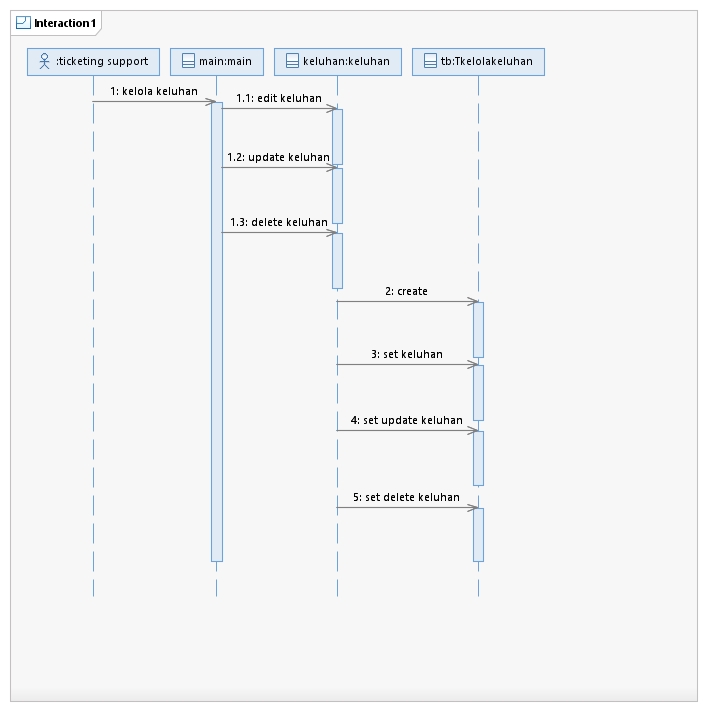 Interaction1
:ticketing support
main:main
keluhan:keluhan
tb:Tkelolakeluhan
1: kelola keluhan
1.1: edit keluhan
1.2: update keluhan
1.3: delete keluhan
2: create
3: set keluhan
4: set update keluhan
5: set delete keluhan